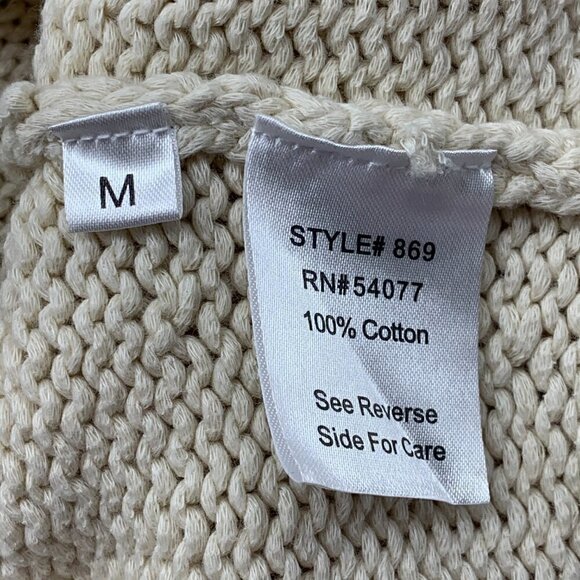 M
STYLE# 869
RN#54077
100% Cotton
See Reverse
Side For Care